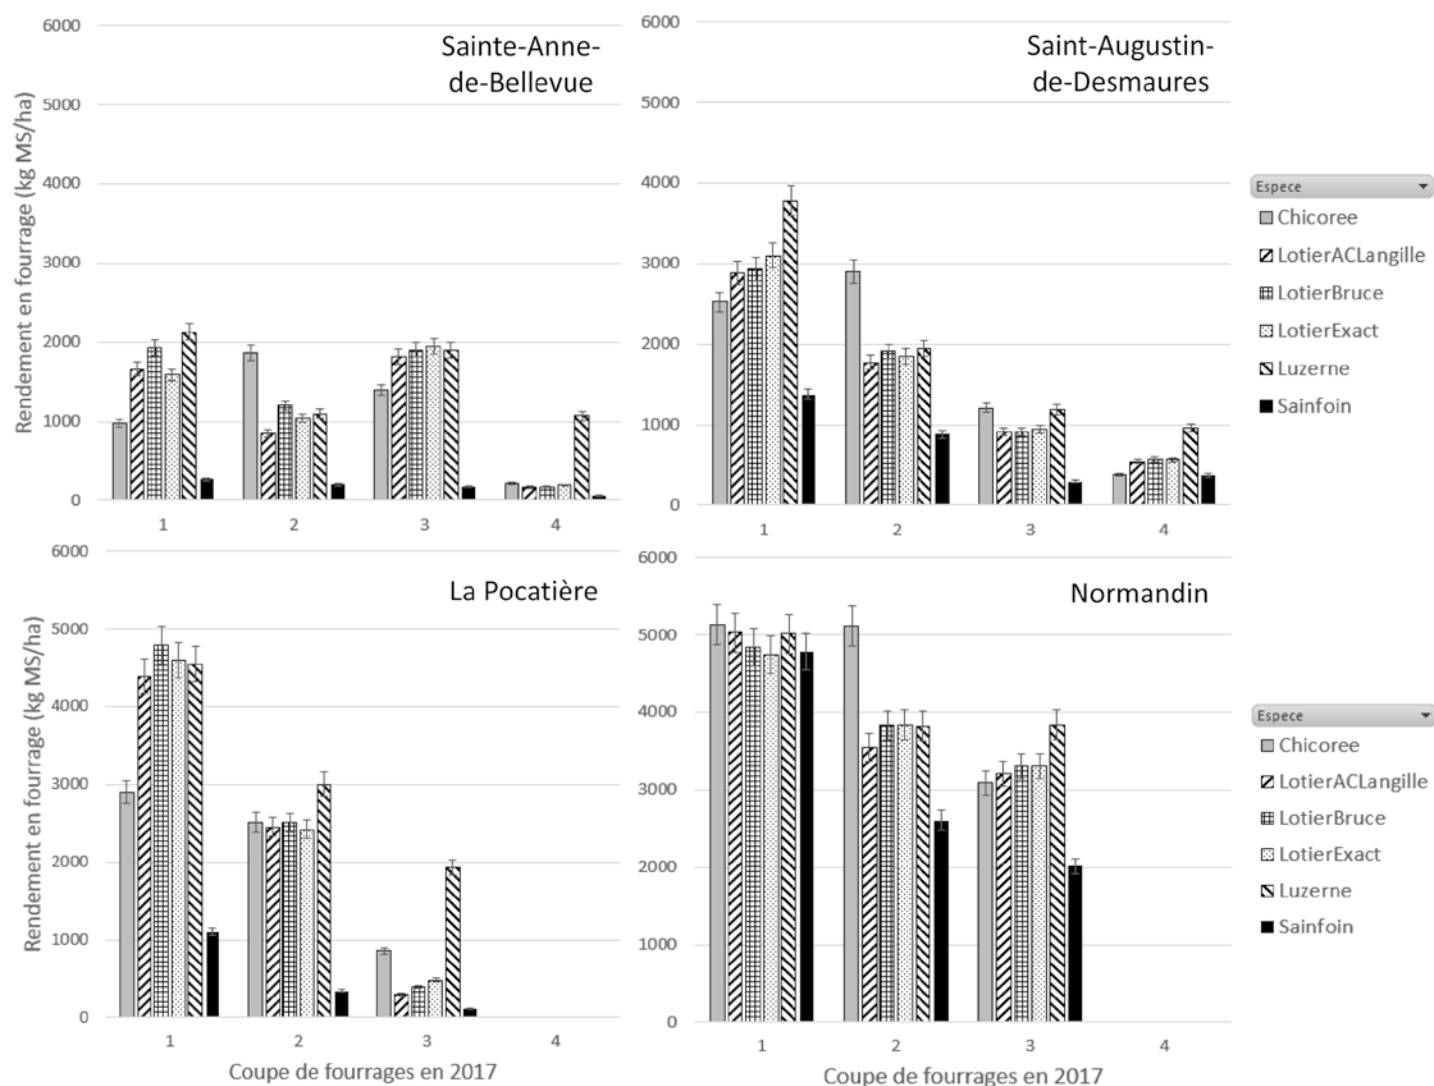 Rendement en fourrage (kg MS/ha)
6000
5000
4000
3000
2000
1000
0
Sainte-Anne-
de-Bellevue
1 2 3 4
6000
5000
4000
3000
2000
1000
0
Saint-Augustin-
de-Desmaures
1 2 3 4
Espece
Chicoree
LotierACLangille
LotierBruce
LotierExact
Luzerne
Sainfoin
Rendement en fourrage (kg MS/ha)
6000
5000
4000
3000
2000
1000
0
La Pocatière
1 2 3 4
Coupe de fourrages en 2017
6000
5000
4000
3000
2000
1000
0
Normandin
1 2 3 4
Coupe de fourrages en 2017
Espece
Chicoree
LotierACLangille
LotierBruce
LotierExact
Luzerne
Sainfoin